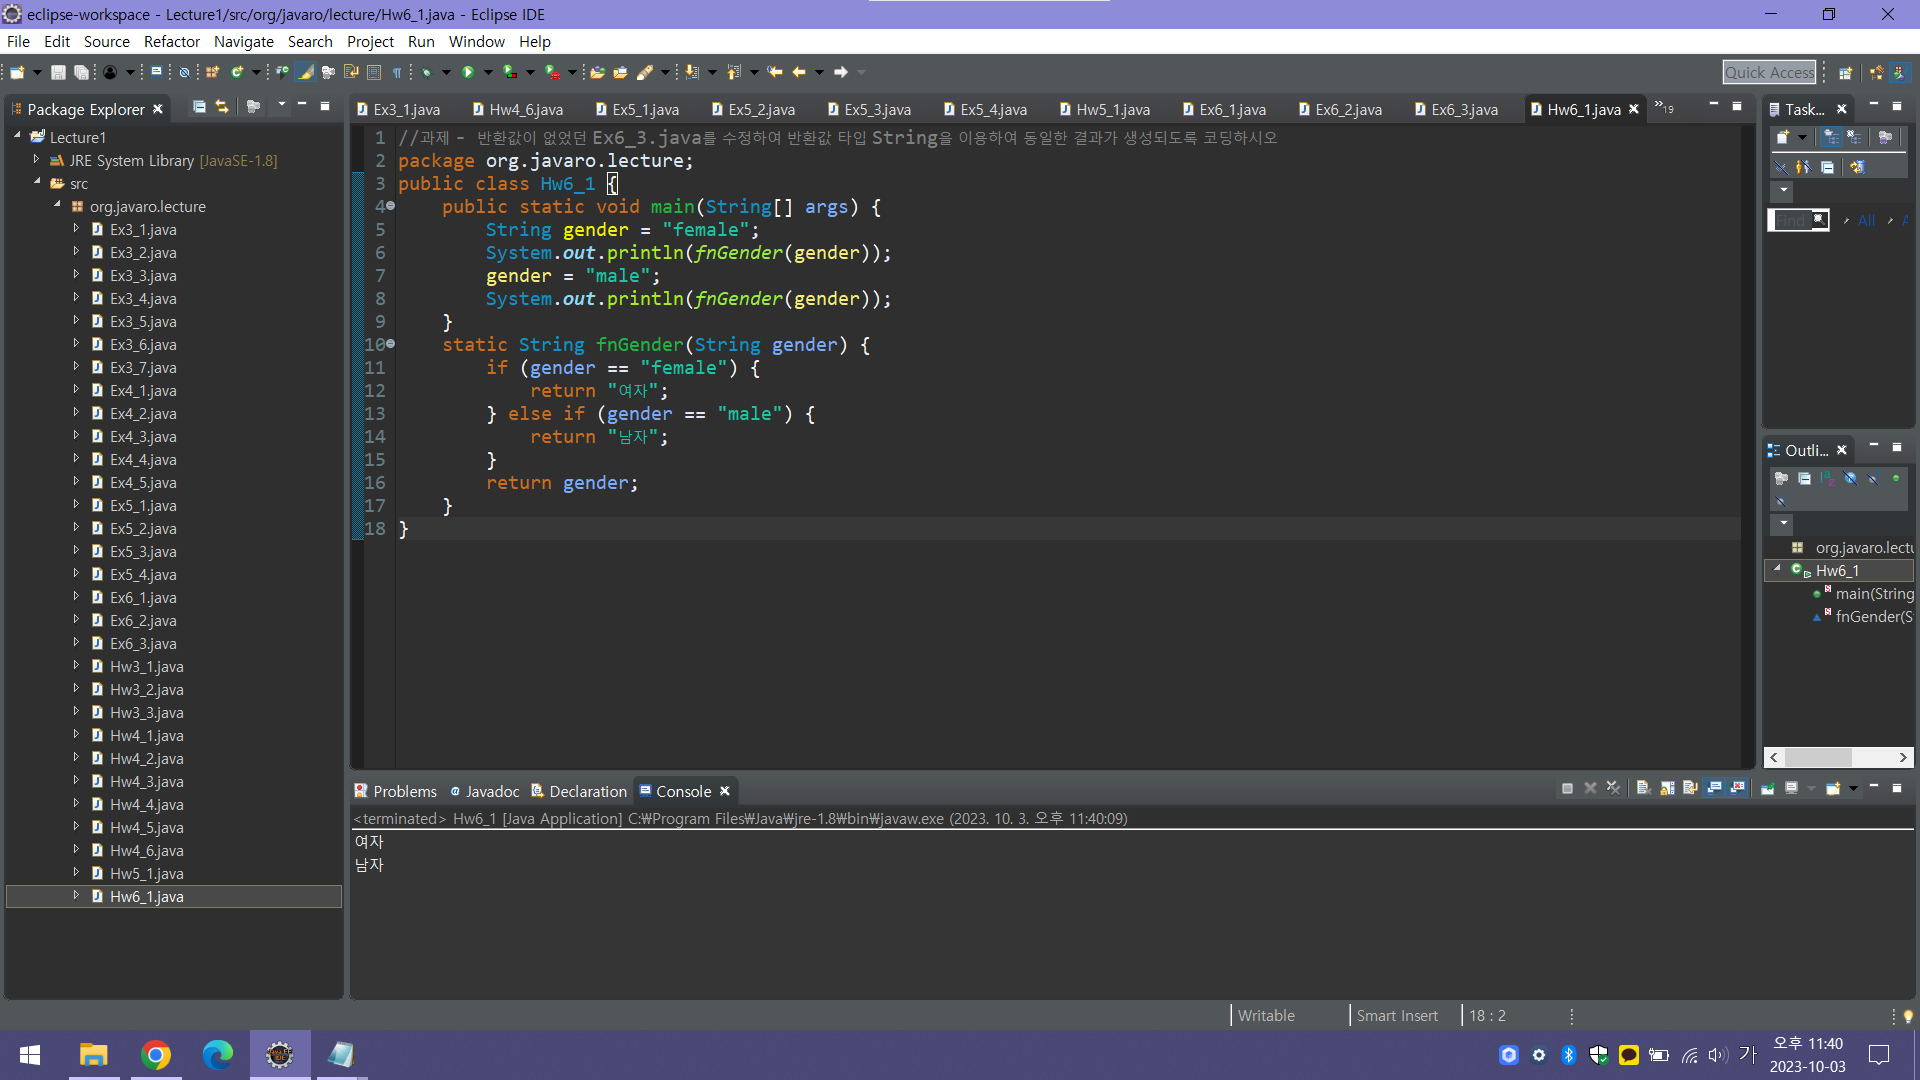 eclipse-workspace - Lecture1/src/org/javaro/lecture/Hw6_1.java - Eclipse IDE
File Edit Source Refactor Navigate Search Project Run Window Help
Quick Access
Package Explorer
Lecture1
JRE System Library [JavaSE-1.8]
src
org.javaro.lecture
Ex3_1.java
Ex3_2.java
Ex3_3.java
Ex3_4.java
Ex3_5.java
Ex3_6.java
Ex3_7.java
Ex4_1.java
Ex4_2.java
Ex4_3.java
Ex4_4.java
Ex4_5.java
Ex5_1.java
Ex5_2.java
Ex5_3.java
Ex5_4.java
Ex6_1.java
Ex6_2.java
Ex6_3.java
Hw3_1.java
Hw3_2.java
Hw3_3.java
Hw4_1.java
Hw4_2.java
Hw4_3.java
Hw4_4.java
Hw4_5.java
Hw4_6.java
Hw5_1.java
Hw6_1.java
Ex3_1.java Hw4_6.java Ex5_1.java Ex5_2.java Ex5_3.java Ex5_4.java Hw5_1.java Ex6_1.java Ex6_2.java Ex6_3.java Hw6_1.java »19
1 //과제 - 반환값이 없었던 Ex6_3.java를 수정하여 반환값 타입 String을 이용하여 동일한 결과가 생성되도록 코딩하시오
2 package org.javaro.lecture;
3 public class Hw6_1 {
4 public static void main(String[] args) {
5 String gender = "female";
6 System.out.println(fnGender(gender));
7 gender = "male";
8 System.out.println(fnGender(gender));
9 }
10 static String fnGender(String gender) {
11 if (gender == "female") {
12 return "여자";
13 } else if (gender == "male") {
14 return "남자";
15 }
16 return gender;
17 }
18 }
Task...
Find All A
Outli...
org.javaro.lectu
Hw6_1
main(String
fnGender(S
Problems Javadoc Declaration Console
<terminated> Hw6_1 [Java Application] C:₩Program Files₩Java₩jre-1.8₩bin₩javaw.exe (2023. 10. 3. 오후 11:40:09)
여자
남자
Writable Smart Insert 18 : 2
가 오후 11:40
2023-10-03